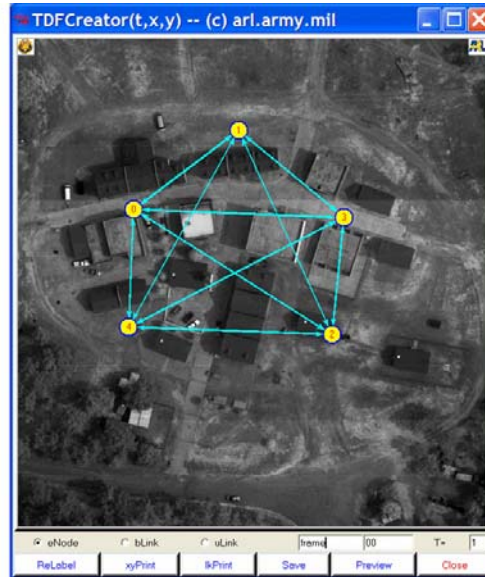 TDFCreator(t,x,y) -- (c) arl.army.mil
1
0
3
4
2
eNode bLink uLink frame 00 T= 1
ReLabel xyPrint lkPrint Save Preview Close